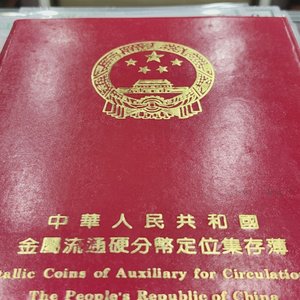 中華人民共和國
金屬流通硬分幣定位集存薄
tallic Coins of Auxiliary for Circulation
The People's Republic of China